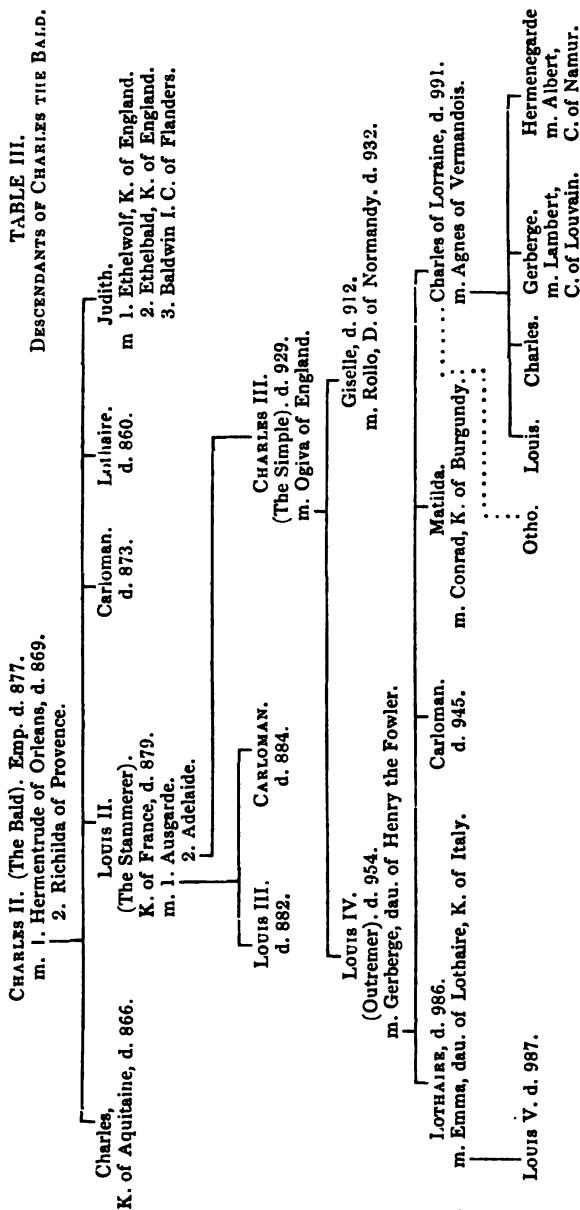 TABLE III.
DESCENDANTS OF CHARLES THE BALD.
CHARLES II. (The Bald). Emp. d. 877.
m. 1. Hermentrude of Orleans, d. 869.
2. Richilda of Provence.
Charles,
K. of Aquitaine, d. 866.
LOUIS II.
(The Stammerer).
K. of France, d. 879.
m. 1. Ausgarde.
2. Adelaide.
Carloman.
d. 873.
Lothaire.
d. 860.
Judith.
m 1. Ethelwolf, K. of England.
2. Ethelbald, K. of England.
3. Baldwin I. C. of Flanders.
LOUIS III.
d. 882.
CARLOMAN.
d. 884.
CHARLES III.
(The Simple). d. 929.
m. Ogiva of England.
LOUIS IV.
(Outremer). d. 954.
m. Gerberge, dau. of Henry the Fowler.
Giselle, d. 912.
m. Rollo, D. of Normandy. d. 932.
LOTHAIRE, d. 986.
m. Emma, dau. of Lothaire, K. of Italy.
Carloman.
d. 945.
Matilda.
m. Conrad, K. of Burgundy.
Charles of Lorraine, d. 991.
m. Agnes of Vermandois.
LOUIS V. d. 987.
Otho.
Louis.
Charles.
Gerberge.
m. Lambert,
C. of Louvain.
Hermenegarde
m. Albert,
C. of Namur.